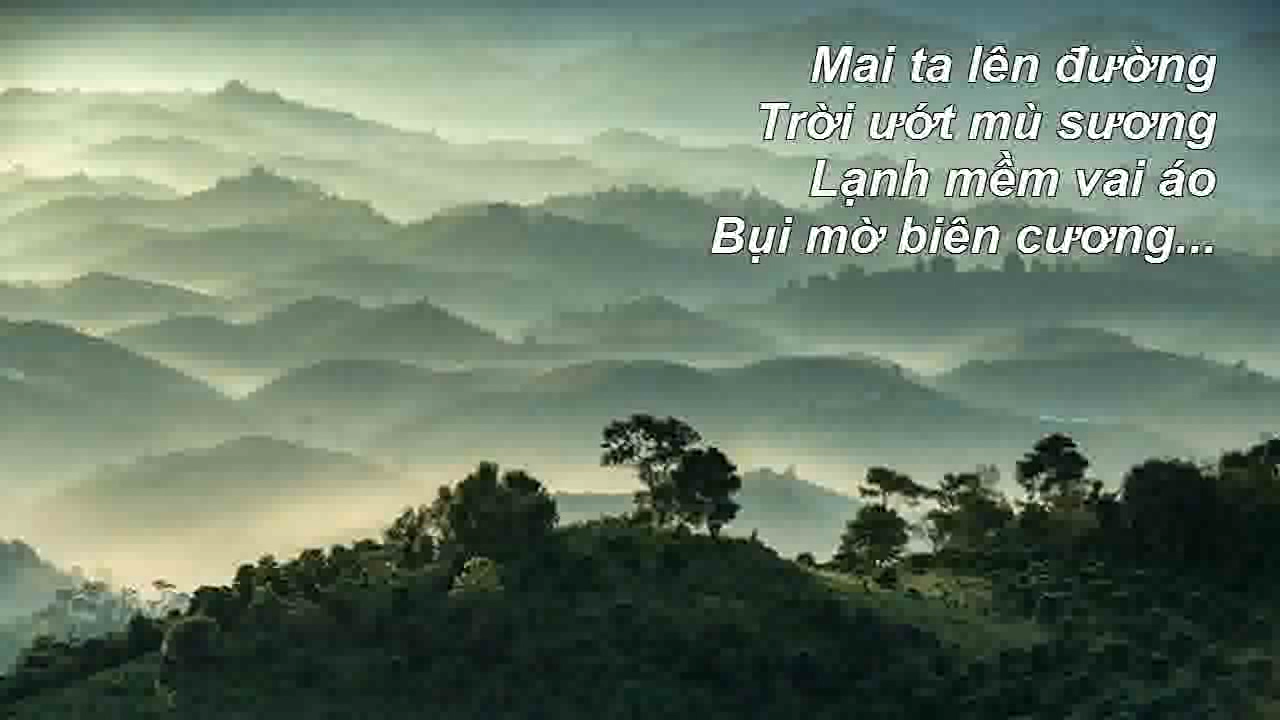 Mai ta lên đường
Trời ướt mù sương
Lạnh mềm vai áo
Bụi mờ biên cương...